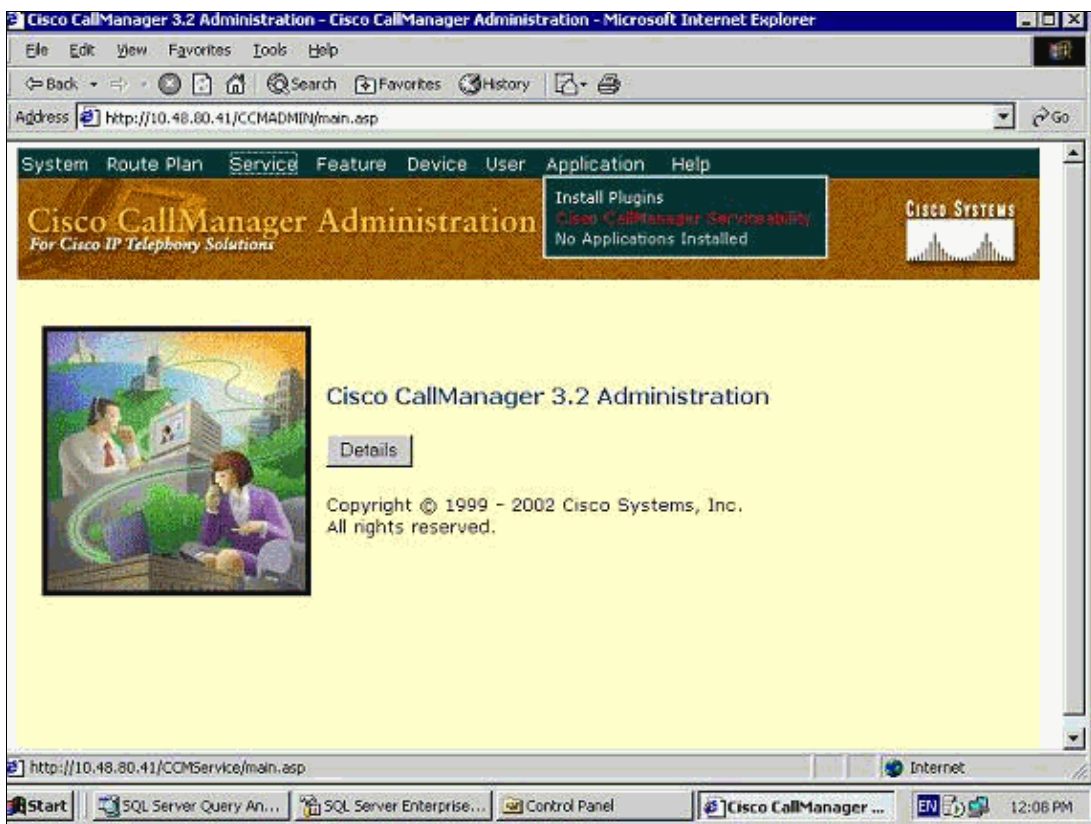 Cisco CallManager 3.2 Administration - Cisco CallManager Administration - Microsoft Internet Explorer
File Edit View Favorites Tools Help
Back Search Favorites History
Address http://10.48.80.41/CCMADMIN/main.asp Go
System Route Plan Service Feature Device User Application Help
Install Plugins
Cisco CallManager Serviceability
No Applications Installed
Cisco CallManager Administration
For Cisco IP Telephony Solutions
CISCO SYSTEMS
Cisco CallManager 3.2 Administration
Details
Copyright © 1999 - 2002 Cisco Systems, Inc.
All rights reserved.
http://10.48.80.41/CCMService/main.asp Internet
Start SQL Server Query An... SQL Server Enterprise... Control Panel Cisco CallManager ... EN 12:08 PM